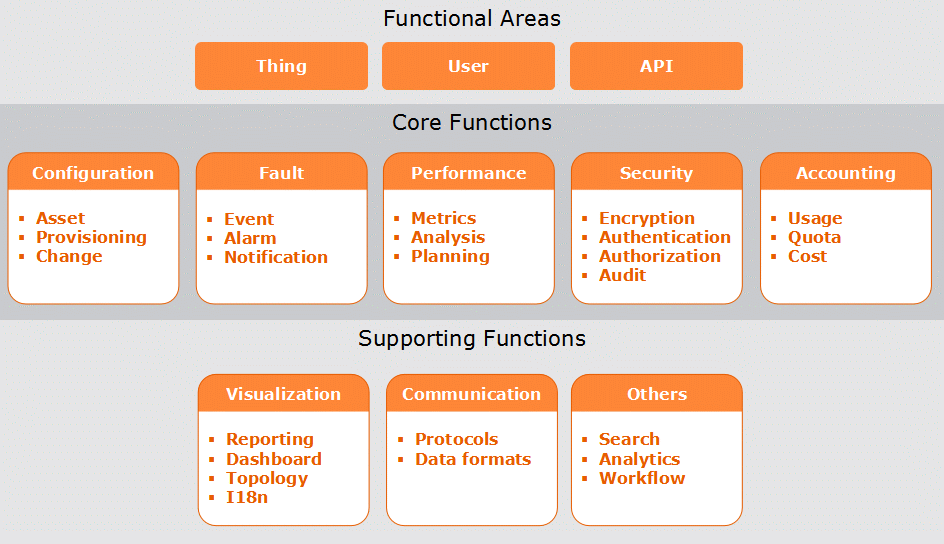 Functional Areas
Thing
User
API
Core Functions
Configuration
▪ Asset
▪ Provisioning
▪ Change
Fault
▪ Event
▪ Alarm
▪ Notification
Performance
▪ Metrics
▪ Analysis
▪ Planning
Security
▪ Encryption
▪ Authentication
▪ Authorization
▪ Audit
Accounting
▪ Usage
▪ Quota
▪ Cost
Supporting Functions
Visualization
▪ Reporting
▪ Dashboard
▪ Topology
▪ I18n
Communication
▪ Protocols
▪ Data formats
Others
▪ Search
▪ Analytics
▪ Workflow